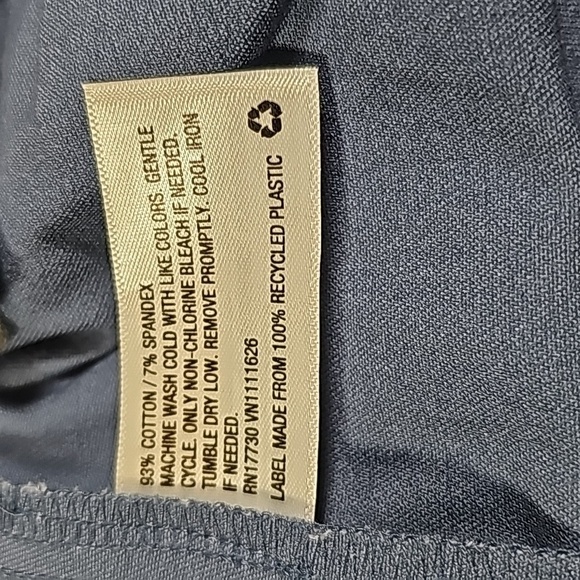 93% COTTON / 7% SPANDEX
MACHINE WASH COLD WITH LIKE COLORS. GENTLE
CYCLE. ONLY NON-CHLORINE BLEACH IF NEEDED.
TUMBLE DRY LOW. REMOVE PROMPTLY. COOL IRON
IF NEEDED.
RN17730 VN1111626
LABEL MADE FROM 100% RECYCLED PLASTIC